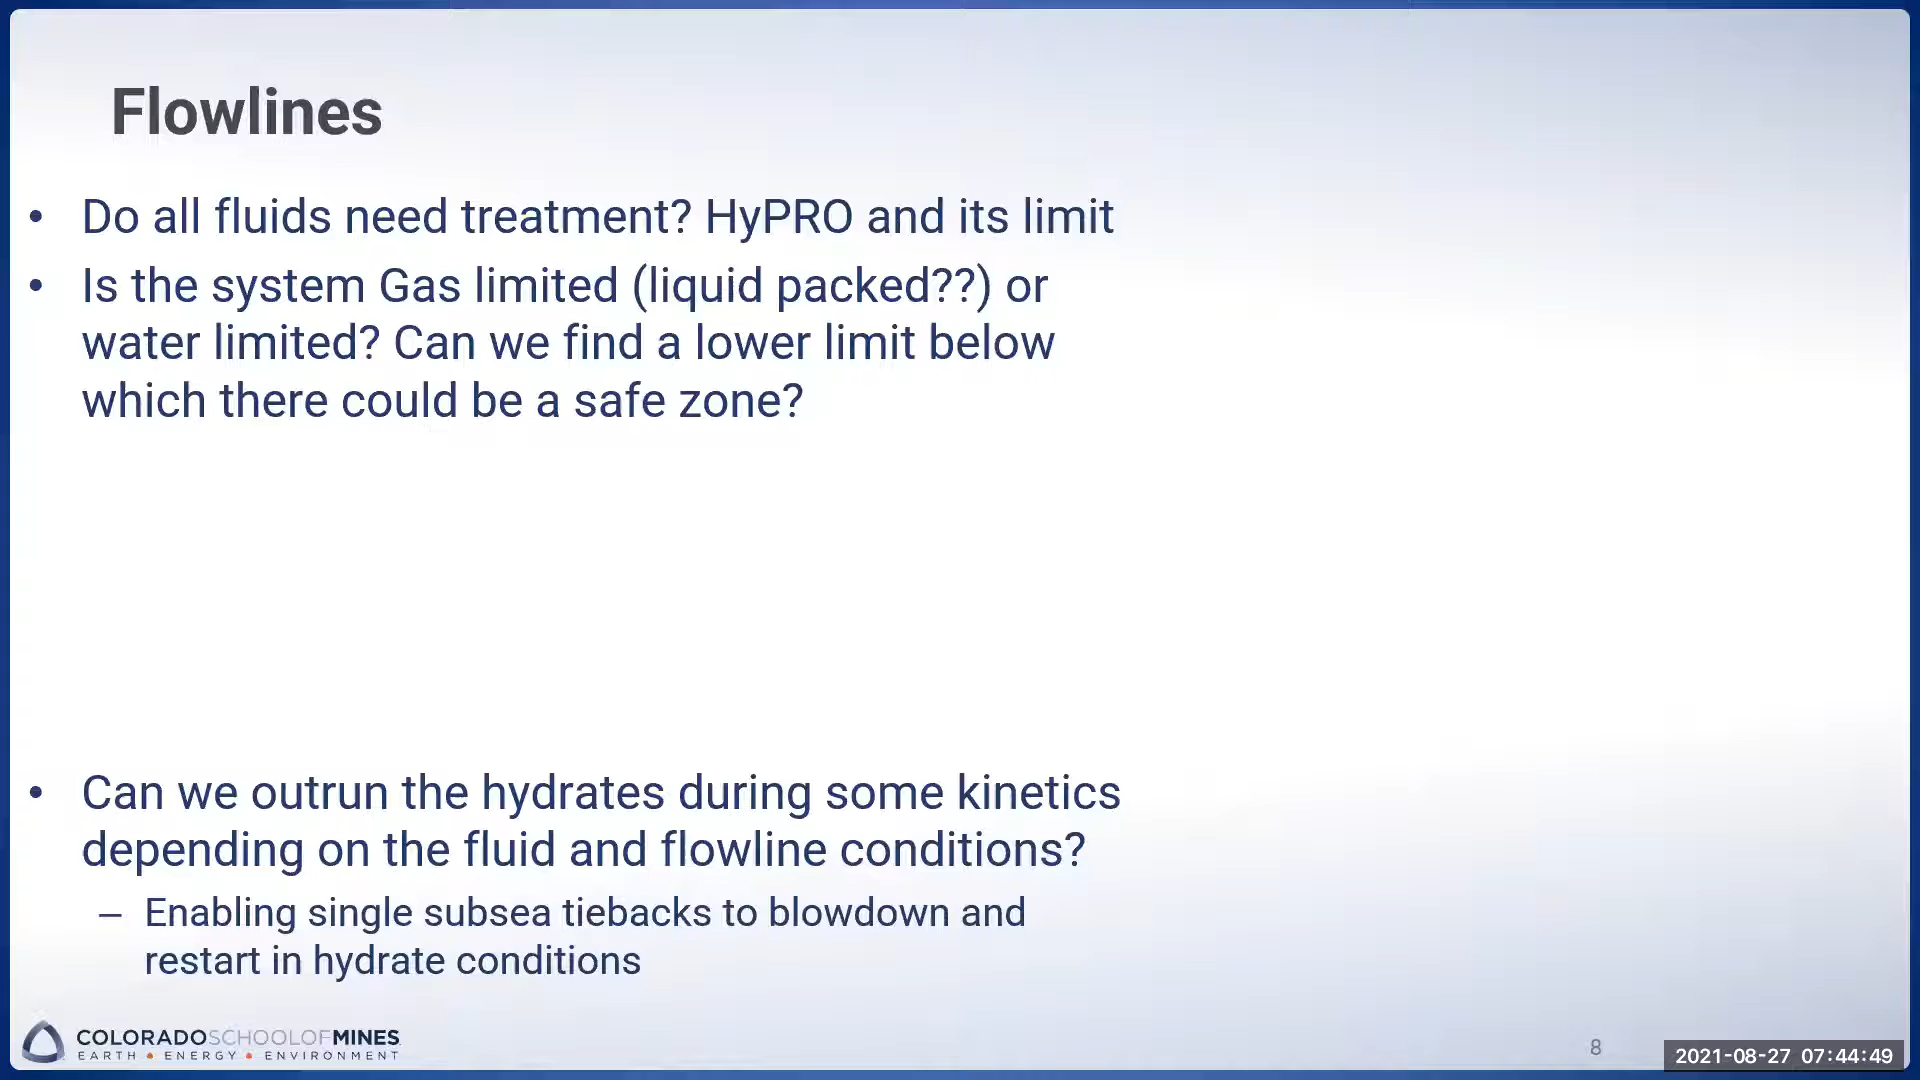 Flowlines
• Do all fluids need treatment? HyPRO and its limit
• Is the system Gas limited (liquid packed??) or
water limited? Can we find a lower limit below
which there could be a safe zone?
• Can we outrun the hydrates during some kinetics
depending on the fluid and flowline conditions?
– Enabling single subsea tiebacks to blowdown and
restart in hydrate conditions
COLORADOSCHOOLOFMINES
EARTH • ENERGY • ENVIRONMENT
8
2021-08-27 07:44:49